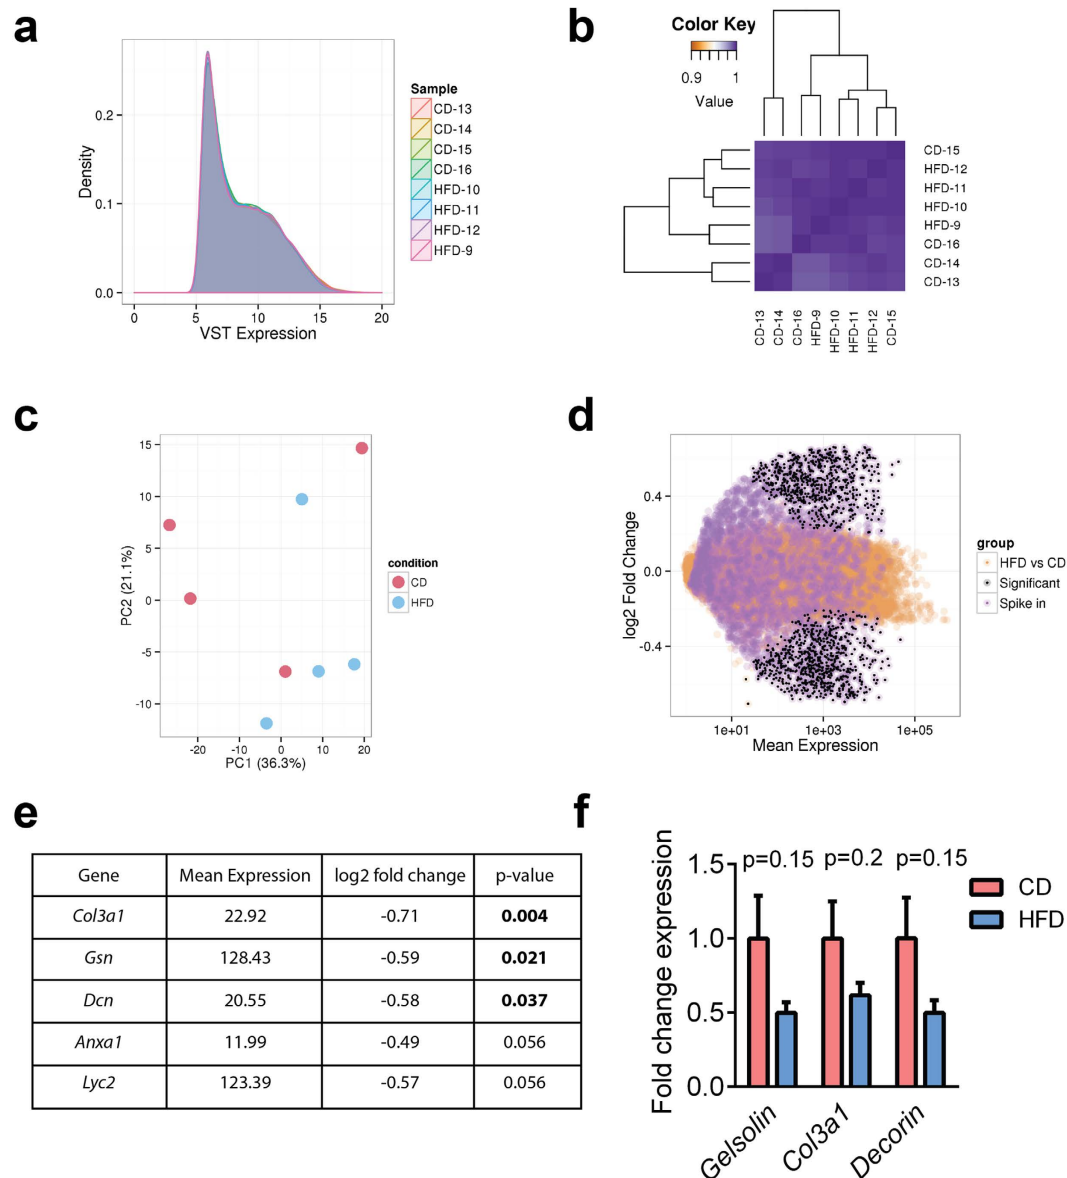 a
Density
0.2
0.1
0.0
0 5 10 15 20
VST Expression
Sample
CD-13
CD-14
CD-15
CD-16
HFD-10
HFD-11
HFD-12
HFD-9
b
Color Key
0.9 1
Value
CD-15
HFD-12
HFD-11
HFD-10
HFD-9
CD-16
CD-14
CD-13
CD-13
CD-14
CD-16
HFD-9
HFD-10
HFD-11
HFD-12
CD-15
c
PC2 (21.1%)
15
10
5
0
-5
-10
-20 -10 0 10 20
PC1 (36.3%)
condition
CD
HFD
d
log2 Fold Change
0.4
0.0
-0.4
1e+01 1e+03 1e+05
Mean Expression
group
HFD vs CD
Significant
Spike in
e
Gene Mean Expression log2 fold change p-value
Col3a1 22.92 -0.71 0.004
Gsn 128.43 -0.59 0.021
Dcn 20.55 -0.58 0.037
Anxa1 11.99 -0.49 0.056
Lyc2 123.39 -0.57 0.056
f
Fold change expression
1.5
1.0
0.5
0.0
p=0.15 p=0.2 p=0.15
CD
HFD
Gelsolin
Col3a1
Decorin